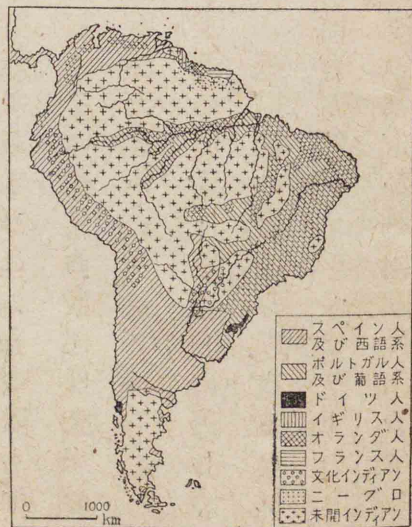 スペイン人
及び西語系
ポルトガル人
及び葡語系
ドイツ人
イギリス人
オランダ人
フランス人
文化インディアン
ニーグロ
未開インディアン
0 1000
km